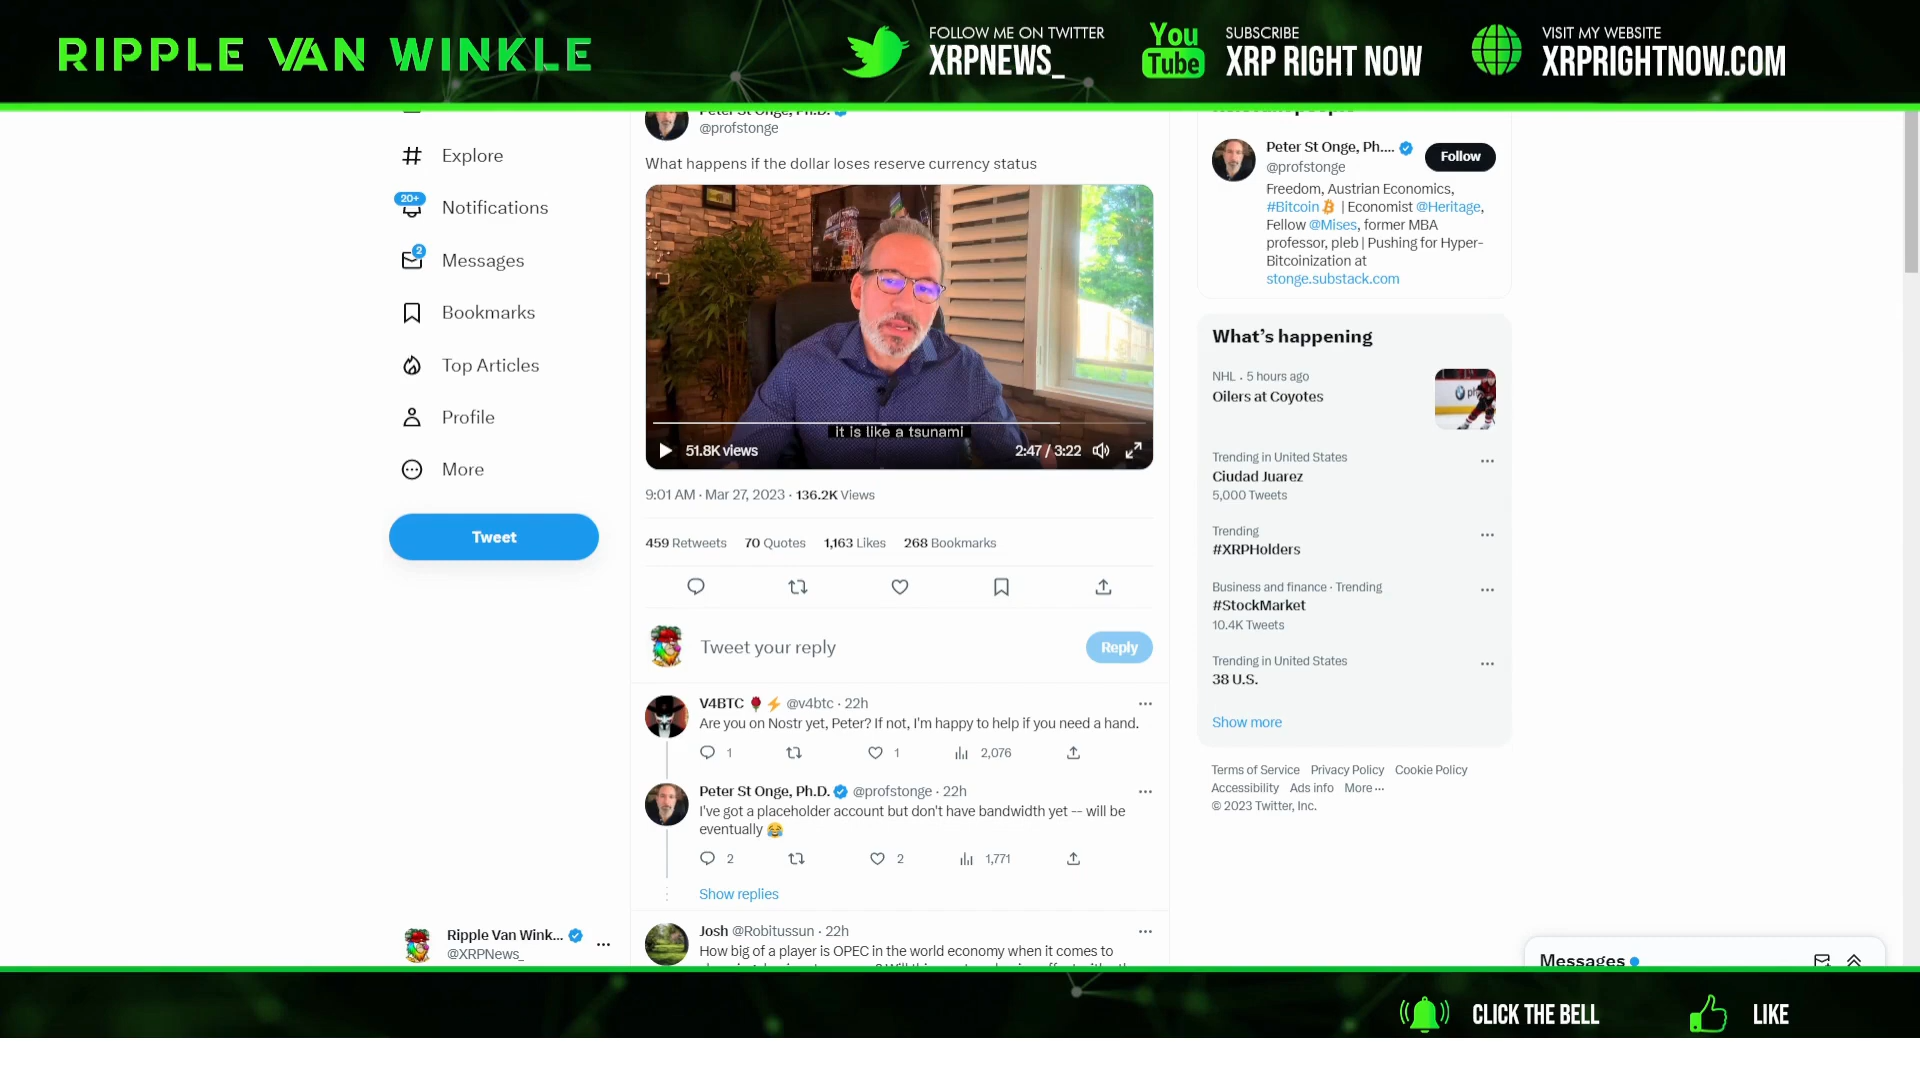 RIPPLE VAN WINKLE
FOLLOW ME ON TWITTER
XRPNEWS_
You
Tube
SUBSCRIBE
XRP RIGHT NOW
VISIT MY WEBSITE
XRPRIGHTNOW.COM
Explore
20+
Notifications
2
Messages
Bookmarks
Top Articles
Profile
More
Tweet
Ripple Van Wink...
@XRPNews_
Peter St Onge, Ph.D.
@profstonge
What happens if the dollar loses reserve currency status
it is like a tsunami
51.8K views
2:47 / 3:22
9:01 AM · Mar 27, 2023 · 136.2K Views
459 Retweets 70 Quotes 1,163 Likes 268 Bookmarks
Tweet your reply
Reply
V4BTC @v4btc · 22h
Are you on Nostr yet, Peter? If not, I'm happy to help if you need a hand.
1 1 2,076
Peter St Onge, Ph.D. @profstonge · 22h
I've got a placeholder account but don't have bandwidth yet -- will be
eventually 😂
2 2 1,771
Show replies
Josh @Robitussun · 22h
How big of a player is OPEC in the world economy when it comes to
Peter St Onge, Ph....
@profstonge
Follow
Freedom, Austrian Economics,
#Bitcoin | Economist @Heritage,
Fellow @Mises, former MBA
professor, pleb | Pushing for Hyper-
Bitcoinization at
stonge.substack.com
What's happening
NHL · 5 hours ago
Oilers at Coyotes
Trending in United States
Ciudad Juarez
5,000 Tweets
Trending
#XRPHolders
Business and finance · Trending
#StockMarket
10.4K Tweets
Trending in United States
38 U.S.
Show more
Terms of Service Privacy Policy Cookie Policy
Accessibility Ads info More ···
© 2023 Twitter, Inc.
Messages
CLICK THE BELL
LIKE